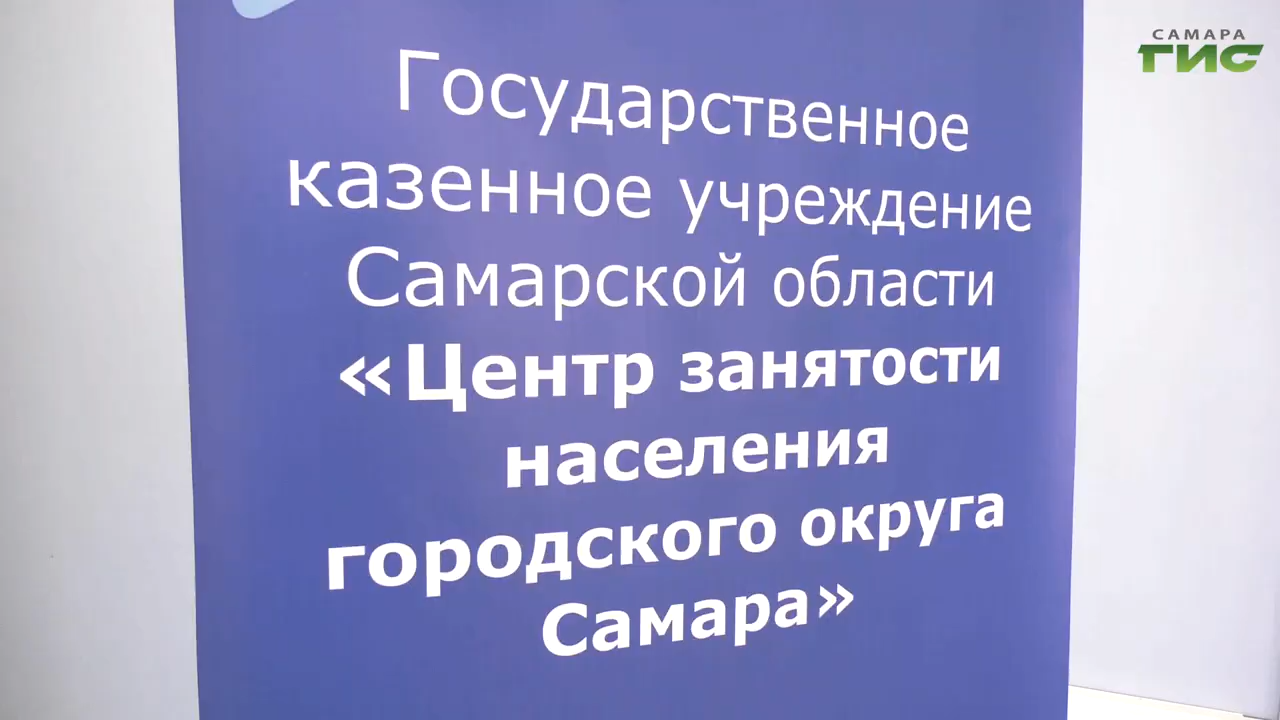 САМАРА
ГИС
Государственное
казенное учреждение
Самарской области
«Центр занятости
населения
городского округа
Самара»